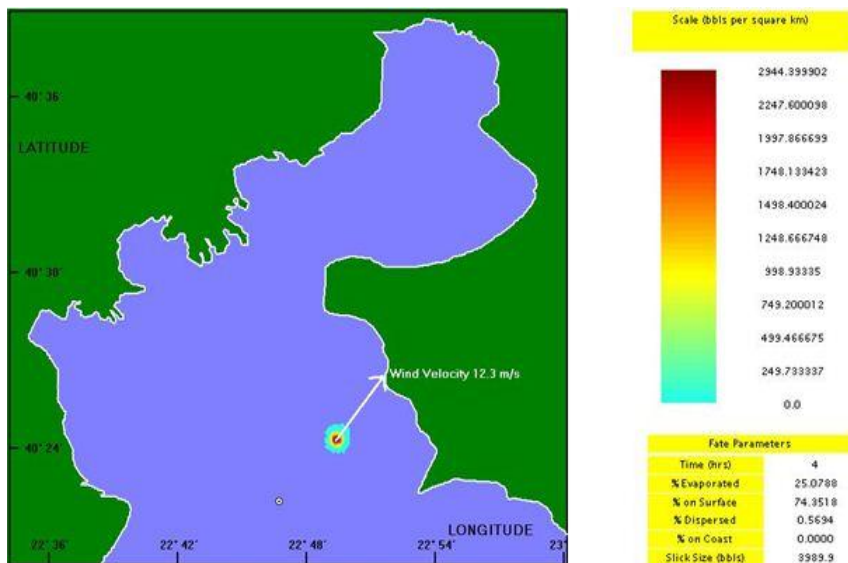 40° 36'
LATITUDE
40° 30'
Wind Velocity 12.3 m/s
40° 24'
LONGITUDE
22° 36'
22° 42'
22° 48'
22° 54'
23°
Scale (bbls per square km)
2944.399902
2247.600098
1997.866699
1748.133423
1498.400024
1248.666748
998.93335
749.200012
499.466675
249.733337
0.0
Fate Parameters
Time (hrs) 4
% Evaporated 25.0788
% on Surface 74.3518
% Dispersed 0.5694
% on Coast 0.0000
Slick Size (bbls) 3989.9